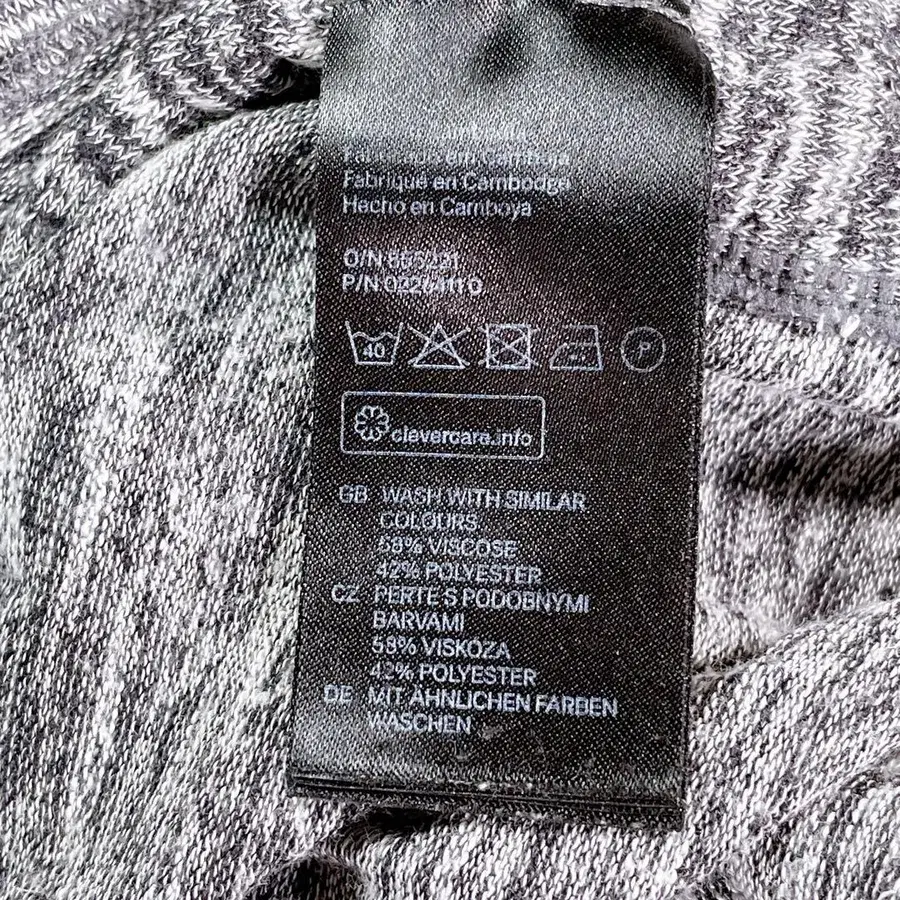 Fabriqué en Cambodge
Hecho en Camboya
O/N
P/N
40
P
clevercare.info
GB WASH WITH SIMILAR
COLOURS
58% VISCOSE
42% POLYESTER
CZ PERTE S PODOBNYMI
BARVAMI
58% VISKOZA
42% POLYESTER
DE MIT ÄHNLICHEN FARBEN
WASCHEN